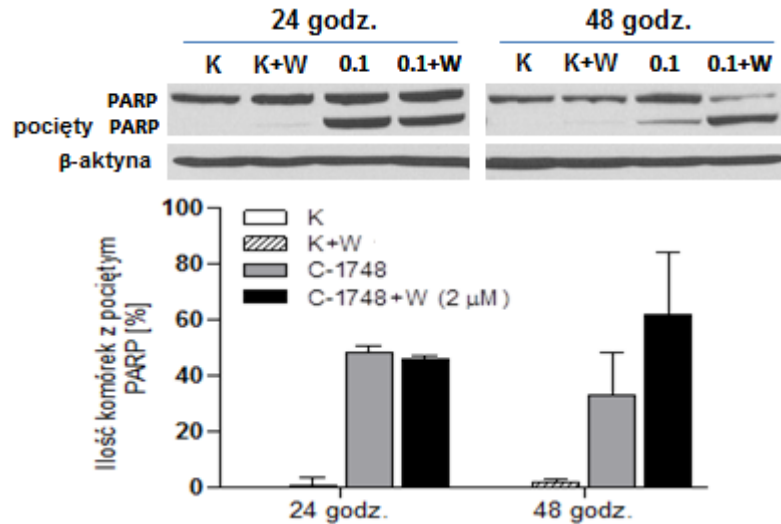 24 godz. 48 godz.
K K+W 0.1 0.1+W K K+W 0.1 0.1+W
PARP
pocięty PARP
β-aktyna
Ilość komórek z pociętym
PARP [%]
100
80
60
40
20
0
K
K+W
C-1748
C-1748+W (2 µM)
24 godz. 48 godz.